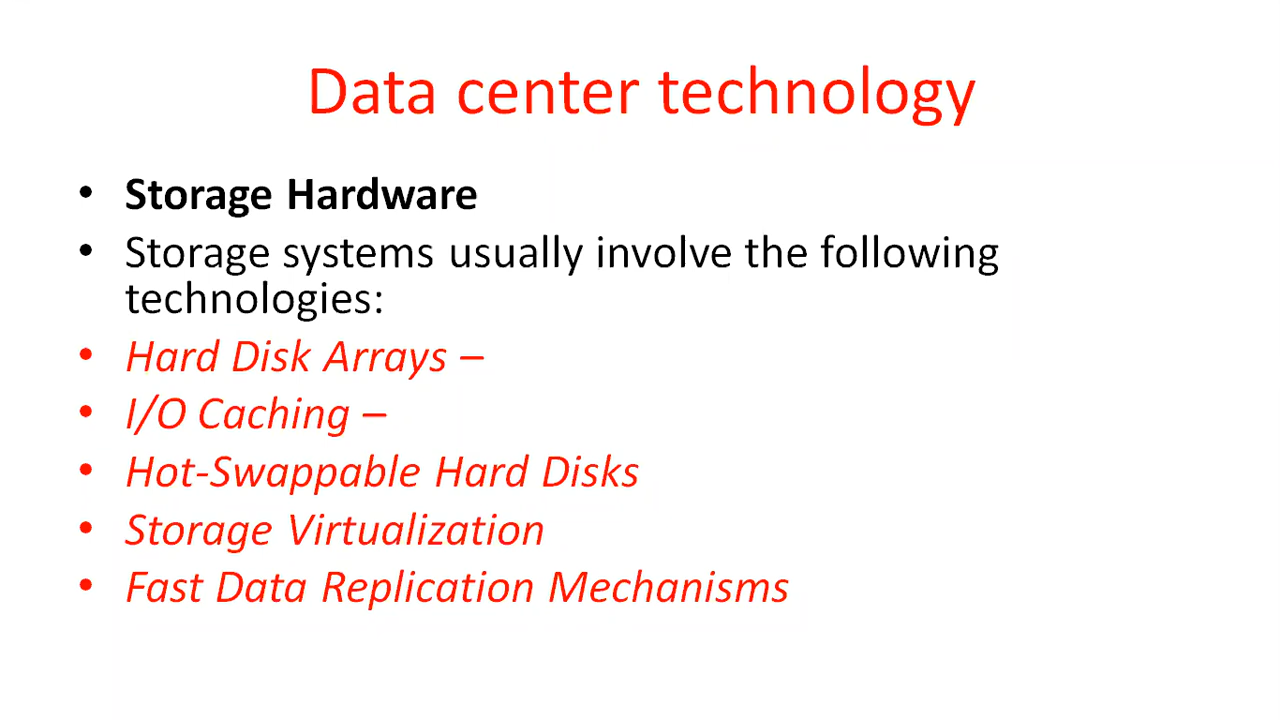 Data center technology
• Storage Hardware
• Storage systems usually involve the following
technologies:
• Hard Disk Arrays –
• I/O Caching –
• Hot-Swappable Hard Disks
• Storage Virtualization
• Fast Data Replication Mechanisms